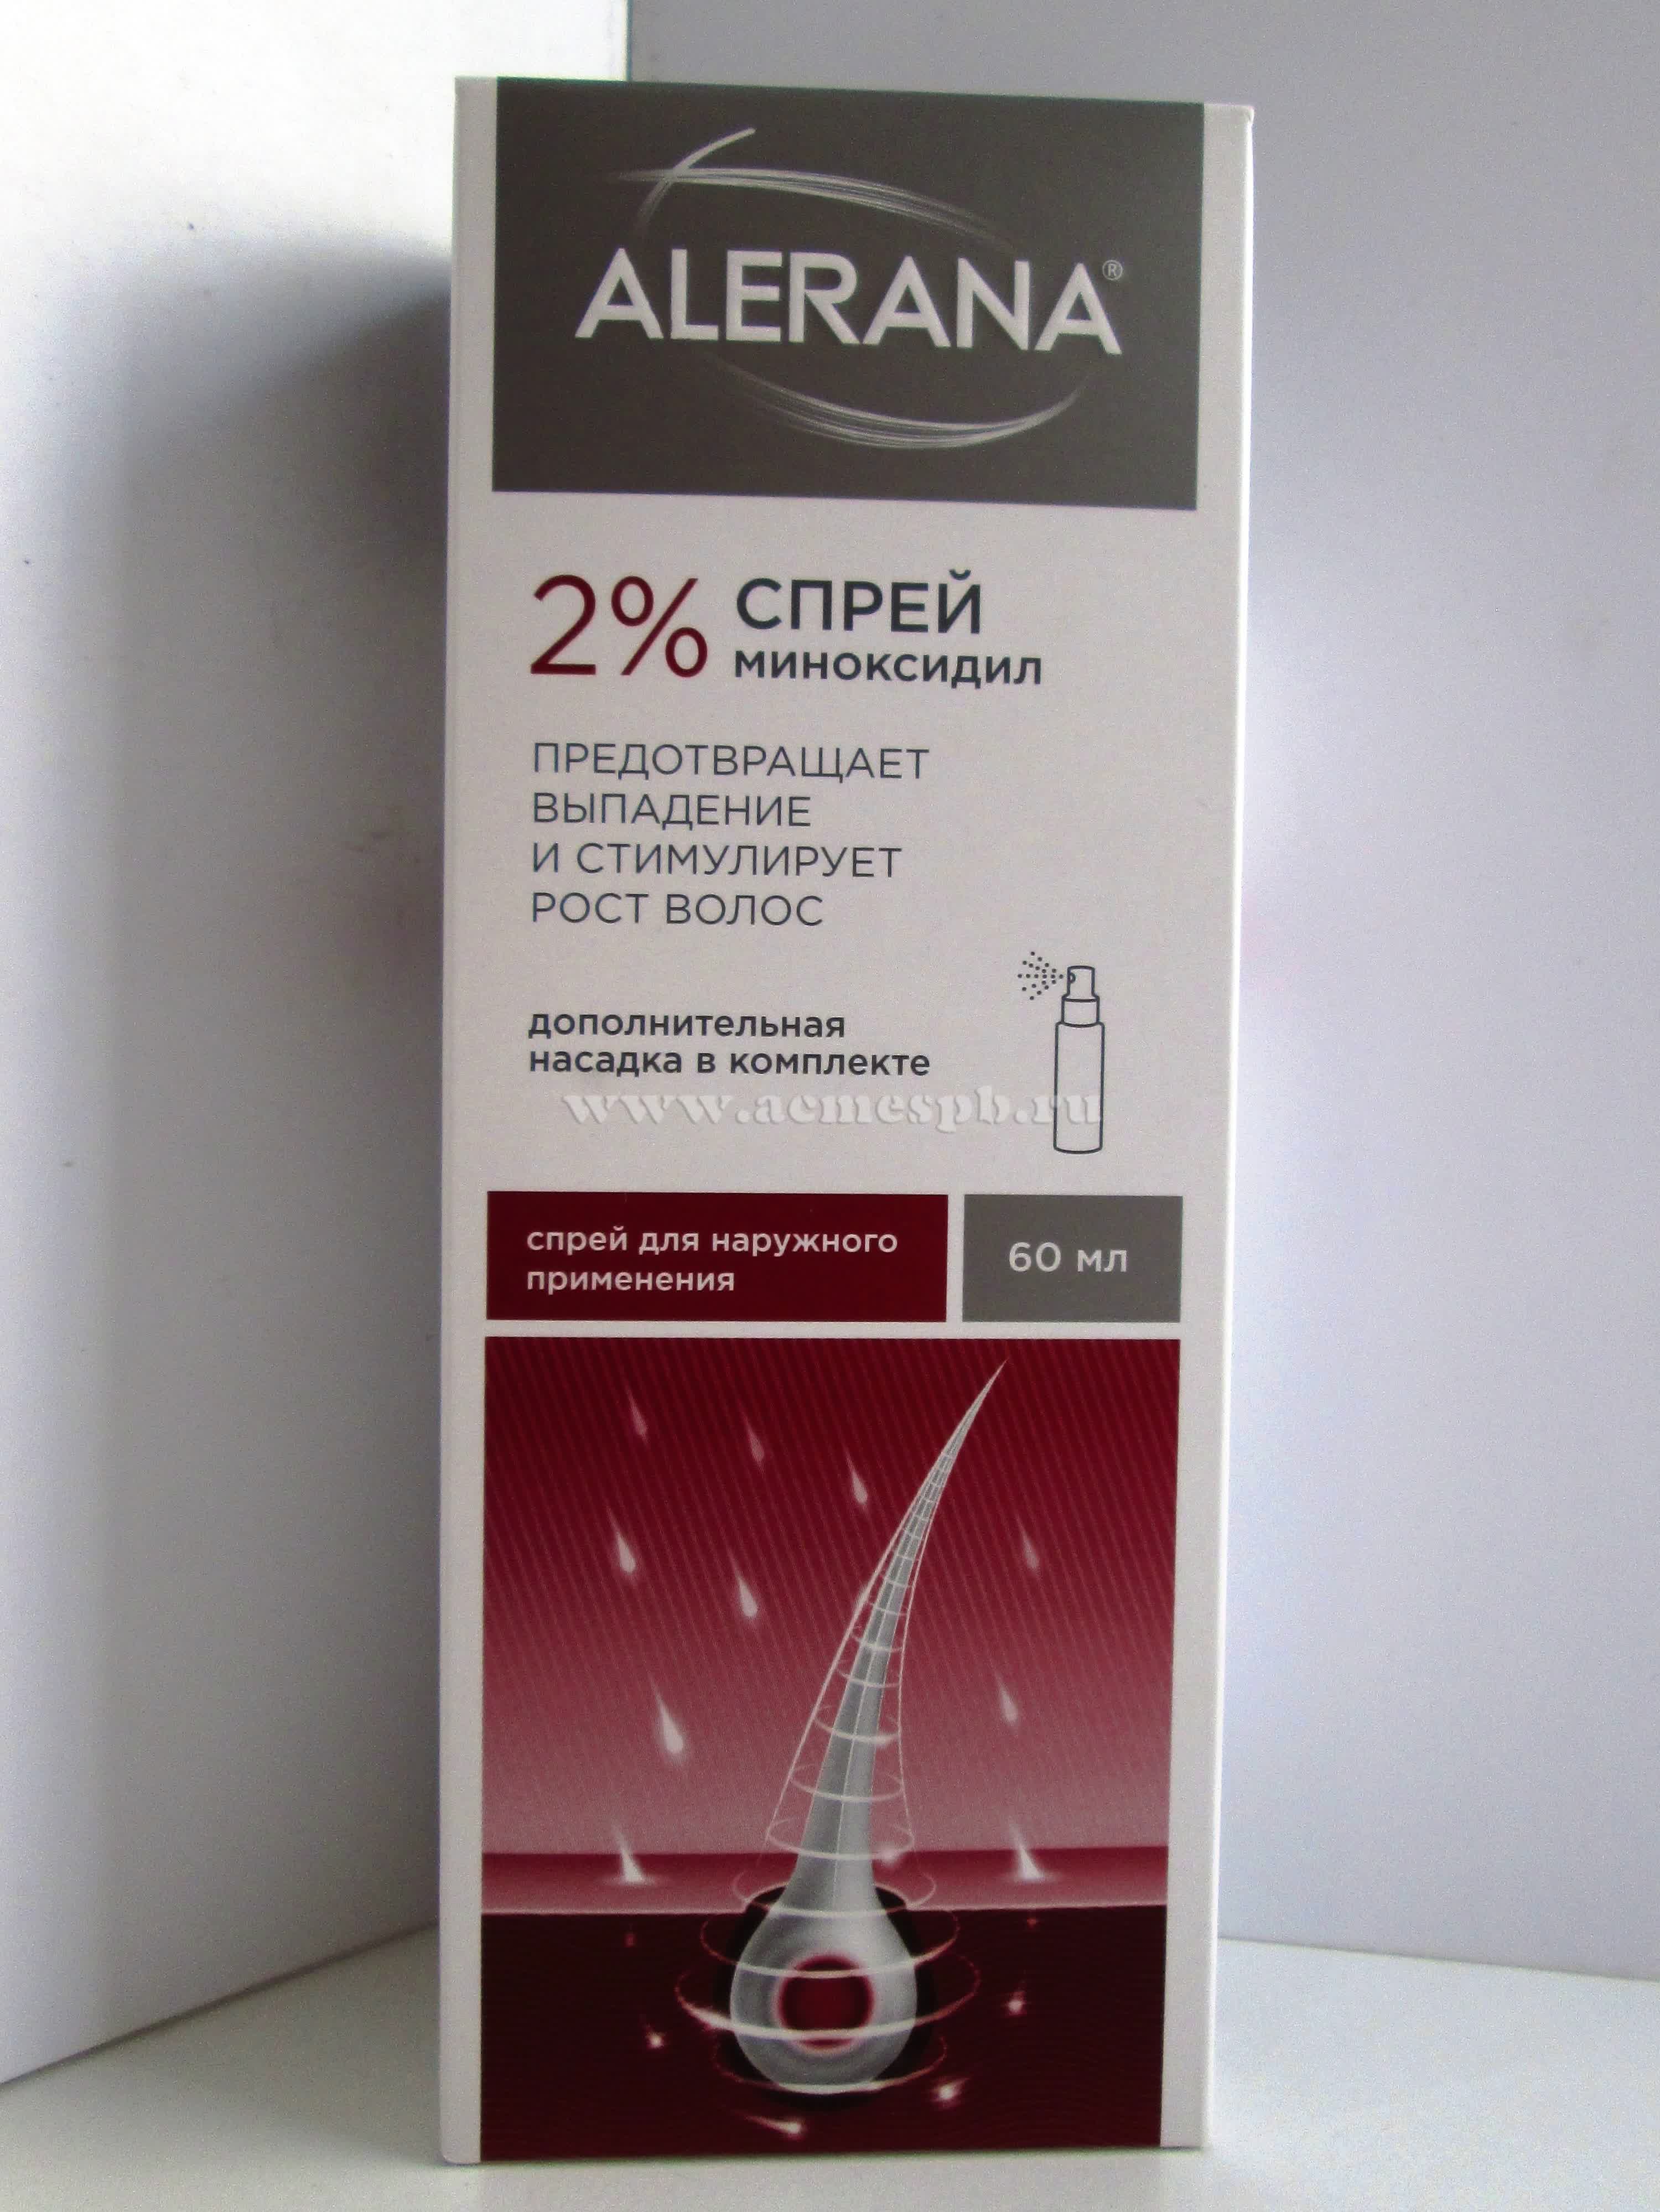 ALERANA®
2% СПРЕЙ
миноксидил
ПРЕДОТВРАЩАЕТ
ВЫПАДЕНИЕ
И СТИМУЛИРУЕТ
РОСТ ВОЛОС
дополнительная
насадка в комплекте
www.acmespb.ru
спрей для наружного
применения
60 мл